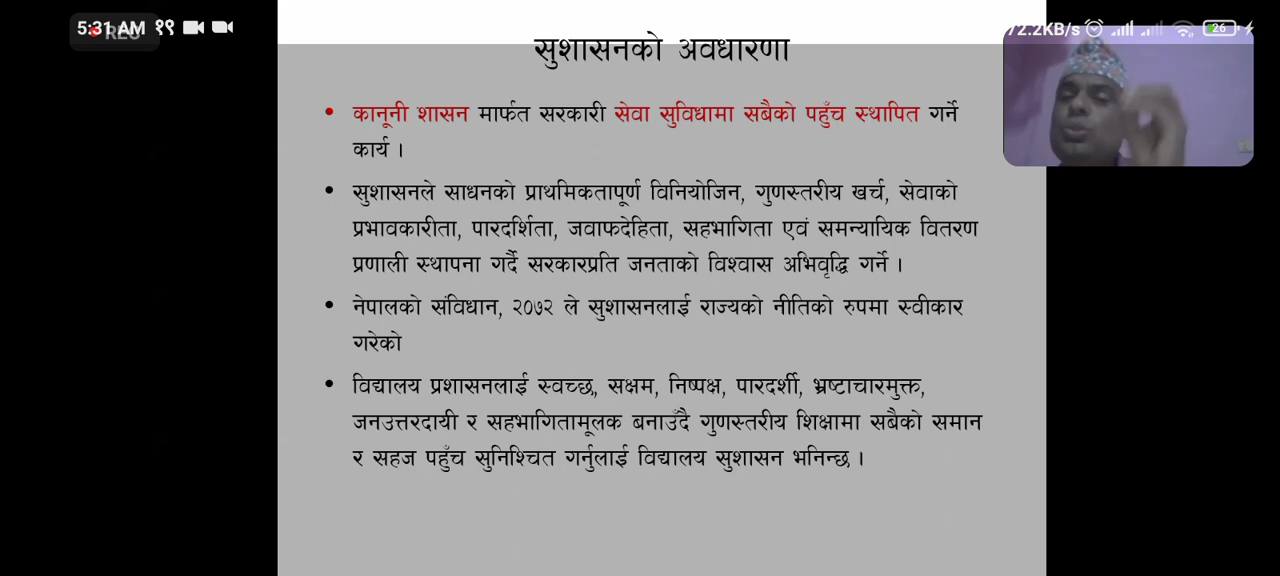 5:31 AM ११
REC
72.2KB/s
26
सुशासनको अवधारणा
• कानूनी शासन मार्फत सरकारी सेवा सुविधामा सबैको पहुँच स्थापित गर्ने
कार्य ।
• सुशासनले साधनको प्राथमिकतापूर्ण विनियोजिन, गुणस्तरीय खर्च, सेवाको
प्रभावकारीता, पारदर्शिता, जवाफदेहिता, सहभागिता एवं समन्यायिक वितरण
प्रणाली स्थापना गर्दै सरकारप्रति जनताको विश्वास अभिवृद्धि गर्ने ।
• नेपालको संविधान, २०७२ ले सुशासनलाई राज्यको नीतिको रुपमा स्वीकार
गरेको
• विद्यालय प्रशासनलाई स्वच्छ, सक्षम, निष्पक्ष, पारदर्शी, भ्रष्टाचारमुक्त,
जनउत्तरदायी र सहभागितामूलक बनाउँदै गुणस्तरीय शिक्षामा सबैको समान
र सहज पहुँच सुनिश्चित गर्नुलाई विद्यालय सुशासन भनिन्छ ।